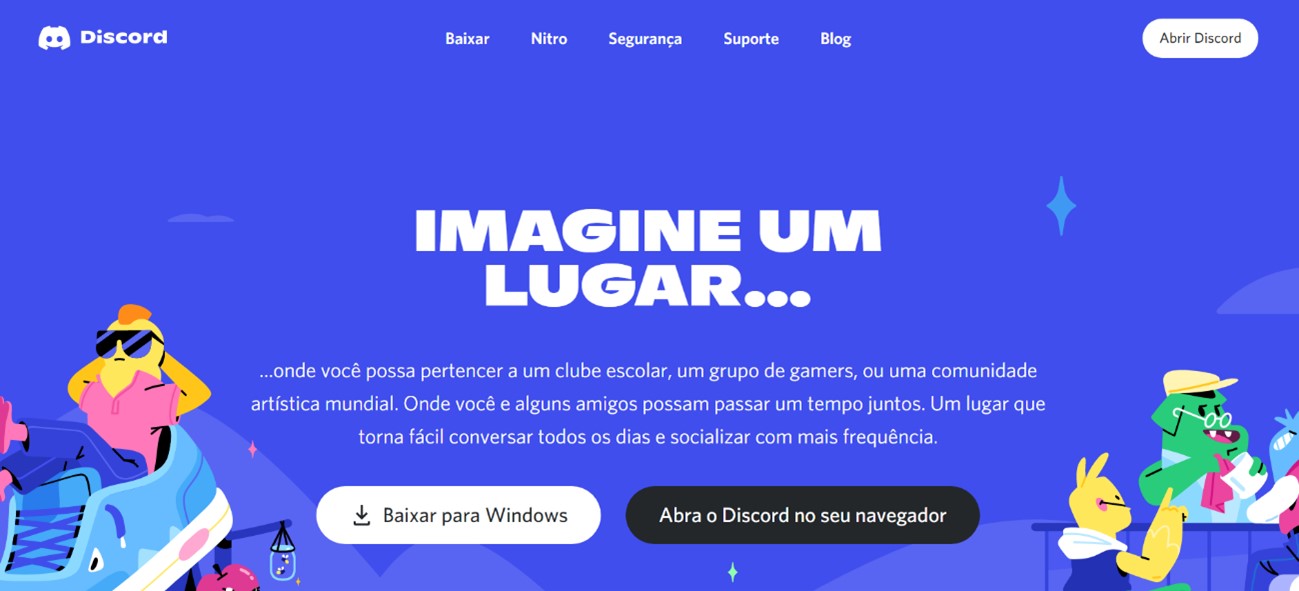 Discord
Baixar Nitro Segurança Suporte Blog
Abrir Discord
IMAGINE UM
LUGAR...
...onde você possa pertencer a um clube escolar, um grupo de gamers, ou uma comunidade
artística mundial. Onde você e alguns amigos possam passar um tempo juntos. Um lugar que
torna fácil conversar todos os dias e socializar com mais frequência.
Baixar para Windows
Abra o Discord no seu navegador